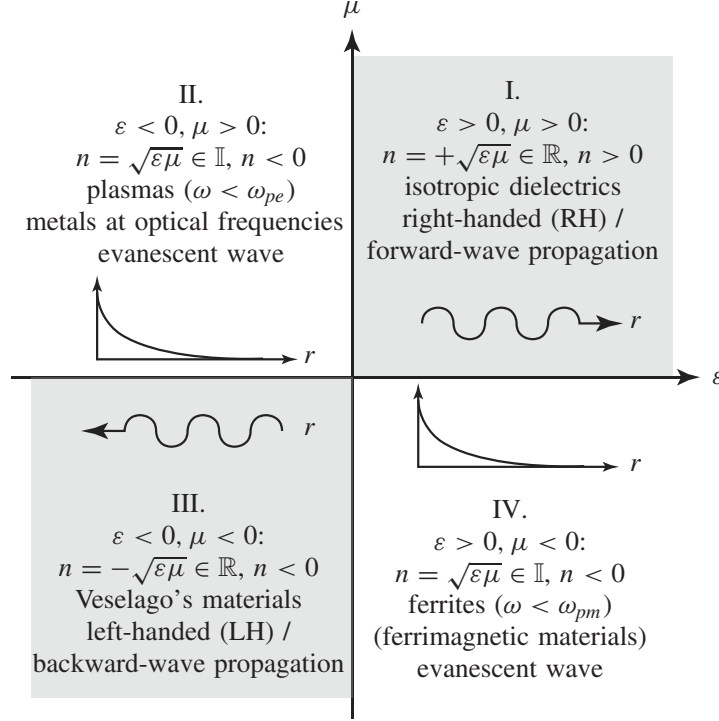 μ
II.
ε < 0, μ > 0:
n = √εμ ∈ 𝕀, n < 0
plasmas (ω < ωpe)
metals at optical frequencies
evanescent wave
r
I.
ε > 0, μ > 0:
n = +√εμ ∈ ℝ, n > 0
isotropic dielectrics
right-handed (RH) /
forward-wave propagation
r
ε
r
III.
ε < 0, μ < 0:
n = −√εμ ∈ ℝ, n < 0
Veselago's materials
left-handed (LH) /
backward-wave propagation
r
IV.
ε > 0, μ < 0:
n = √εμ ∈ 𝕀, n < 0
ferrites (ω < ωpm)
(ferrimagnetic materials)
evanescent wave